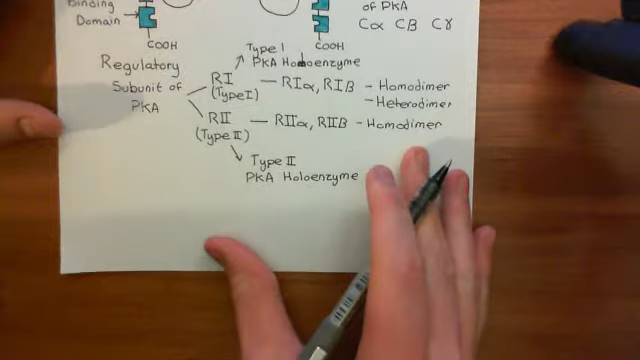 Binding
Domain
COOH
COOH
of PKA
Cα Cβ Cγ
Regulatory
Subunit of
PKA
Type I
PKA Holoenzyme
RI
(Type I)
RIα, RIβ - Homodimer
- Heterodimer
RII
(Type II)
RIIα, RIIβ - Homodimer
Type II
PKA Holoenzyme